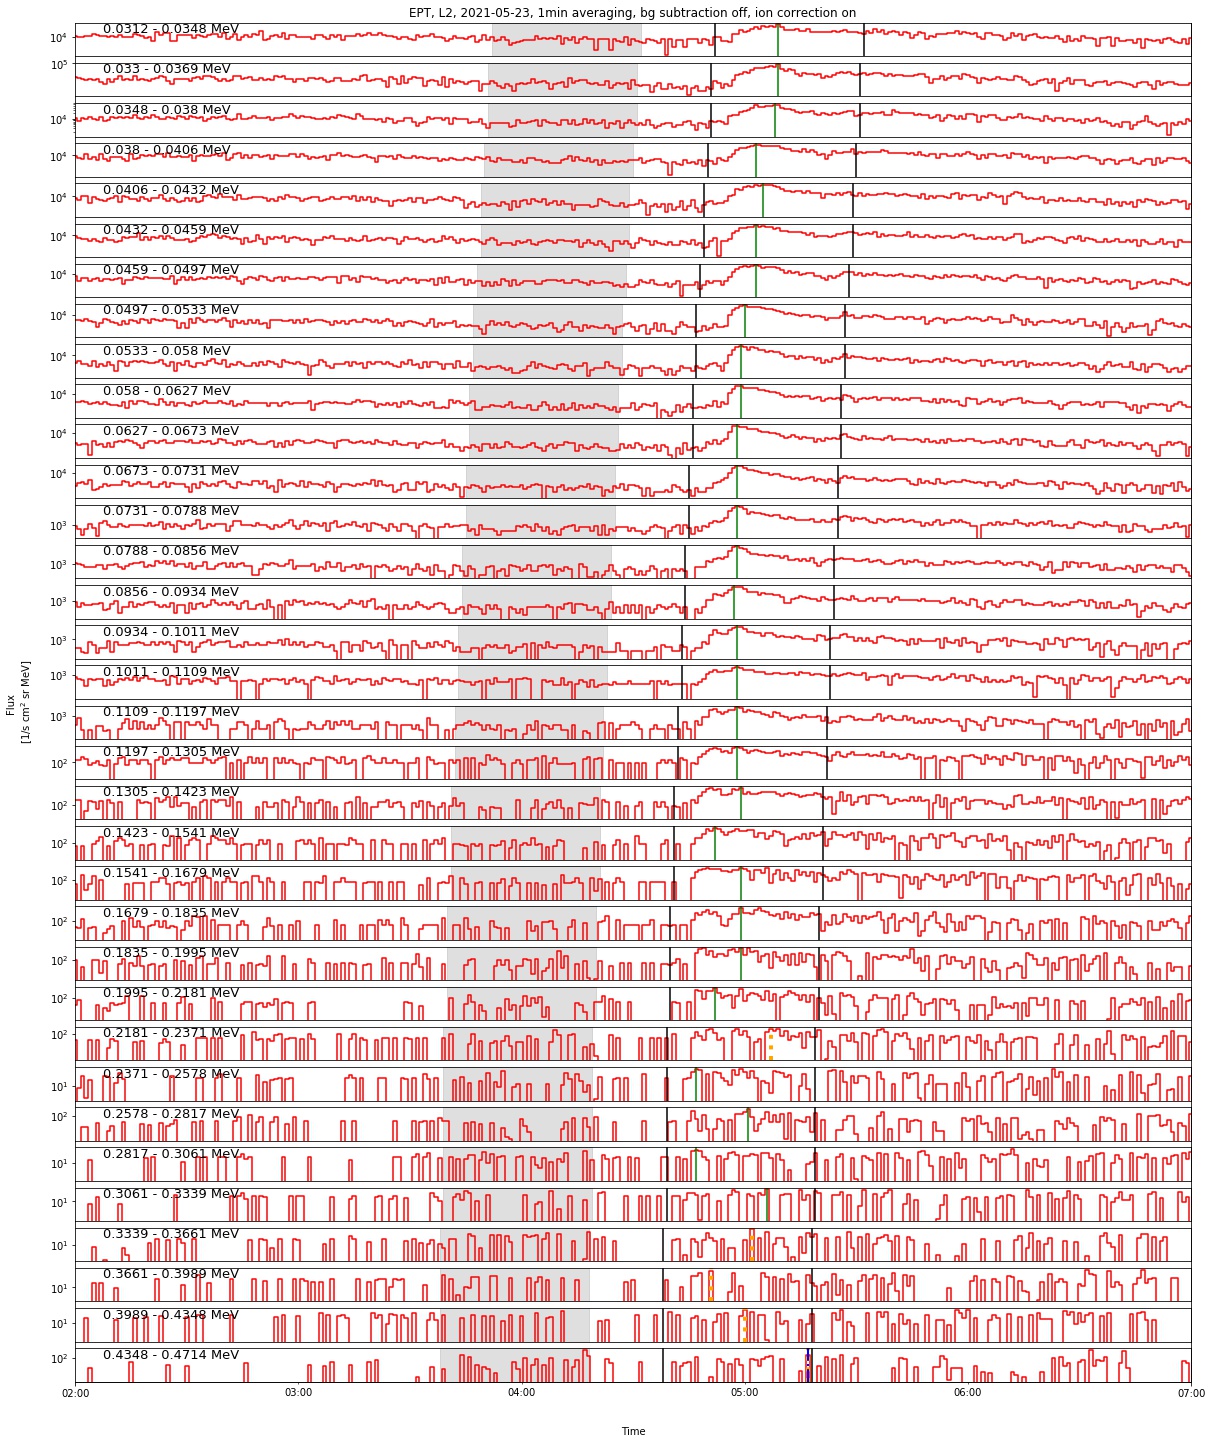 EPT, L2, 2021-05-23, 1min averaging, bg subtraction off, ion correction on
10⁴ 0.0312 - 0.0348 MeV
10⁵ 0.033 - 0.0369 MeV
10⁴ 0.0348 - 0.038 MeV
10⁴ 0.038 - 0.0406 MeV
10⁴ 0.0406 - 0.0432 MeV
10⁴ 0.0432 - 0.0459 MeV
10⁴ 0.0459 - 0.0497 MeV
10⁴ 0.0497 - 0.0533 MeV
10⁴ 0.0533 - 0.058 MeV
10⁴ 0.058 - 0.0627 MeV
10⁴ 0.0627 - 0.0673 MeV
10⁴ 0.0673 - 0.0731 MeV
10³ 0.0731 - 0.0788 MeV
10³ 0.0788 - 0.0856 MeV
10³ 0.0856 - 0.0934 MeV
10³ 0.0934 - 0.1011 MeV
10³ 0.1011 - 0.1109 MeV
10³ 0.1109 - 0.1197 MeV
10² 0.1197 - 0.1305 MeV
10² 0.1305 - 0.1423 MeV
10² 0.1423 - 0.1541 MeV
10² 0.1541 - 0.1679 MeV
10² 0.1679 - 0.1835 MeV
10² 0.1835 - 0.1995 MeV
10² 0.1995 - 0.2181 MeV
10² 0.2181 - 0.2371 MeV
10¹ 0.2371 - 0.2578 MeV
10² 0.2578 - 0.2817 MeV
10¹ 0.2817 - 0.3061 MeV
10¹ 0.3061 - 0.3339 MeV
10¹ 0.3339 - 0.3661 MeV
10¹ 0.3661 - 0.3989 MeV
10¹ 0.3989 - 0.4348 MeV
10² 0.4348 - 0.4714 MeV
Flux
[1/s cm² sr MeV]
02:00 03:00 04:00 05:00 06:00 07:00
Time